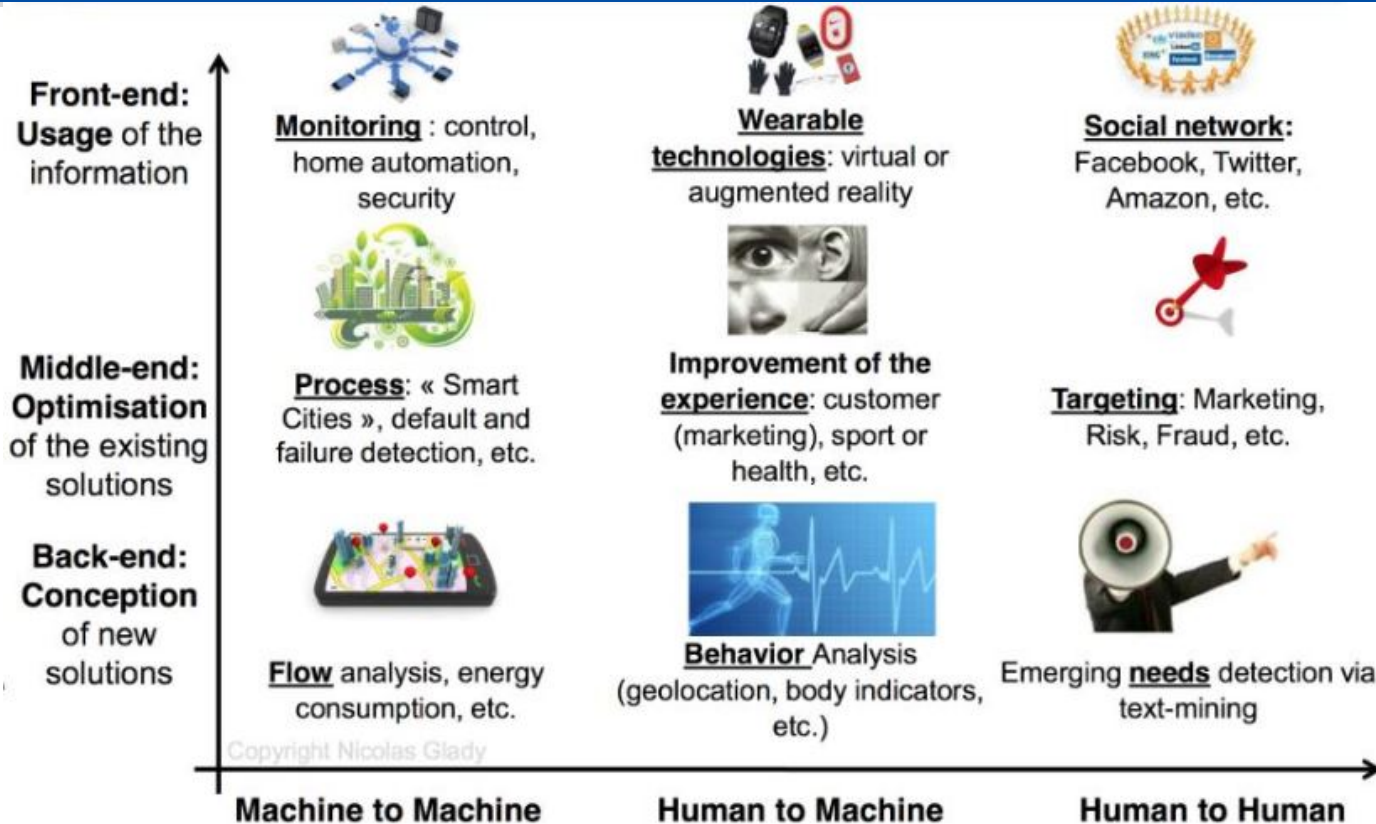 Front-end:
Usage of the
information
Monitoring : control,
home automation,
security
Wearable
technologies: virtual or
augmented reality
viadeo
LinkedIn
XING
Facebook
Social network:
Facebook, Twitter,
Amazon, etc.
Middle-end:
Optimisation
of the existing
solutions
Process: « Smart
Cities », default and
failure detection, etc.
Improvement of the
experience: customer
(marketing), sport or
health, etc.
Targeting: Marketing,
Risk, Fraud, etc.
Back-end:
Conception
of new
solutions
Flow analysis, energy
consumption, etc.
Behavior Analysis
(geolocation, body indicators,
etc.)
Emerging needs detection via
text-mining
Copyright Nicolas Glady
Machine to Machine
Human to Machine
Human to Human